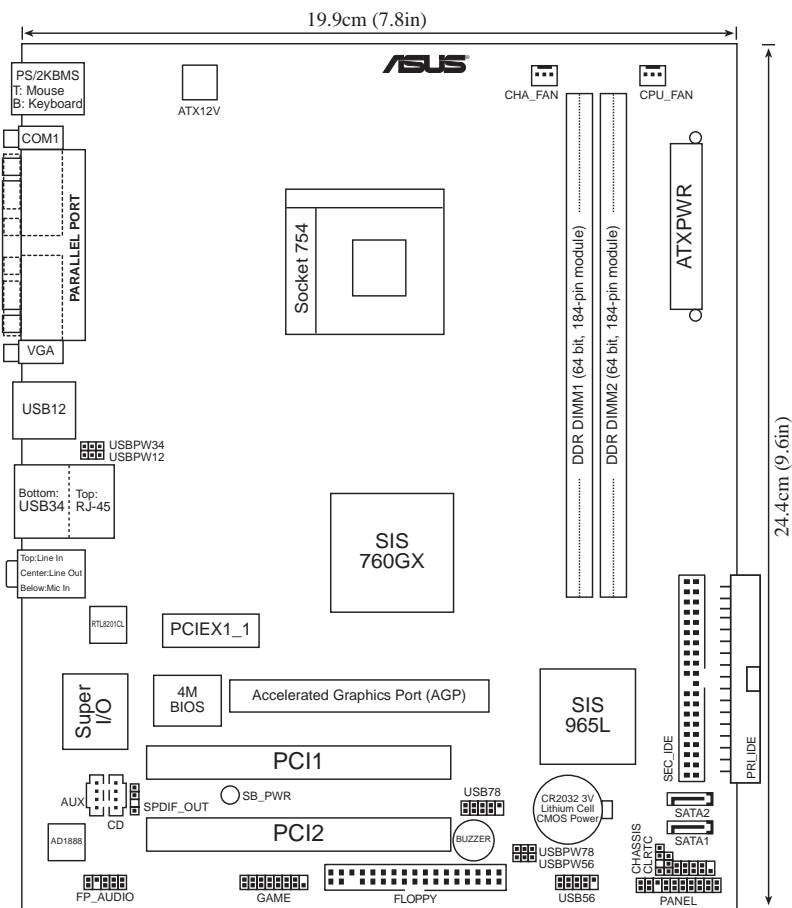 19.9cm (7.8in)
PS/2KBMS
T: Mouse
B: Keyboard
ATX12V
ASUS
CHA_FAN
CPU_FAN
COM1
PARALLEL PORT
Socket 754
DDR DIMM1 (64 bit, 184-pin module)
DDR DIMM2 (64 bit, 184-pin module)
ATXPWR
VGA
USB12
USBPW34
USBPW12
24.4cm (9.6in)
Bottom:
USB34
Top:
RJ-45
SIS
760GX
Top:Line In
Center:Line Out
Below:Mic In
RTL8201CL
PCIEX1_1
Super
I/O
4M
BIOS
Accelerated Graphics Port (AGP)
SIS
965L
SEC_IDE
PRI_IDE
PCI1
AUX
CD
SPDIF_OUT
SB_PWR
USB78
CR2032 3V
Lithium Cell
CMOS Power
SATA2
SATA1
AD1888
PCI2
BUZZER
USBPW78
USBPW56
CHASSIS
CLRTC
FP_AUDIO
GAME
FLOPPY
USB56
PANEL